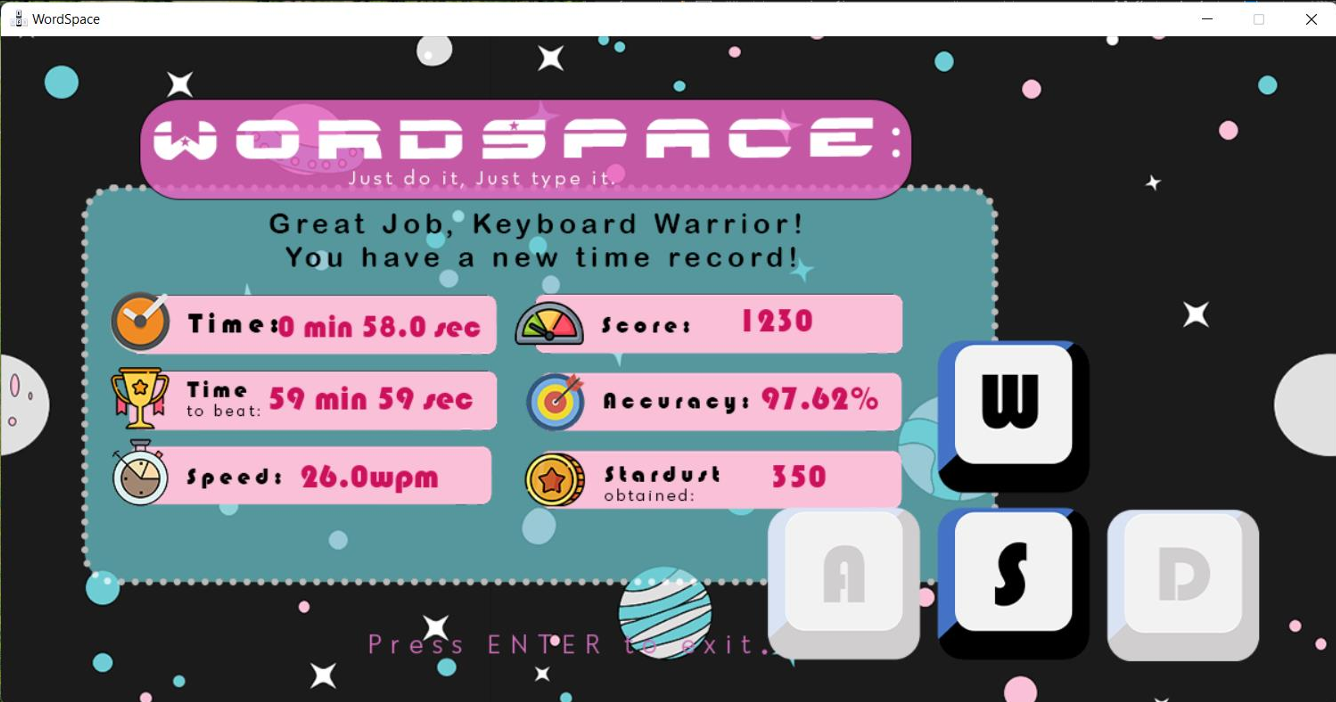 WordSpace
WORDSPACE:
Just do it, Just type it.
Great Job, Keyboard Warrior!
You have a new time record!
Time: 0 min 58.0 sec
Score: 1230
Time to beat: 59 min 59 sec
Accuracy: 97.62%
Speed: 26.0wpm
Stardust obtained: 350
W
A S D
Press ENTER to exit.